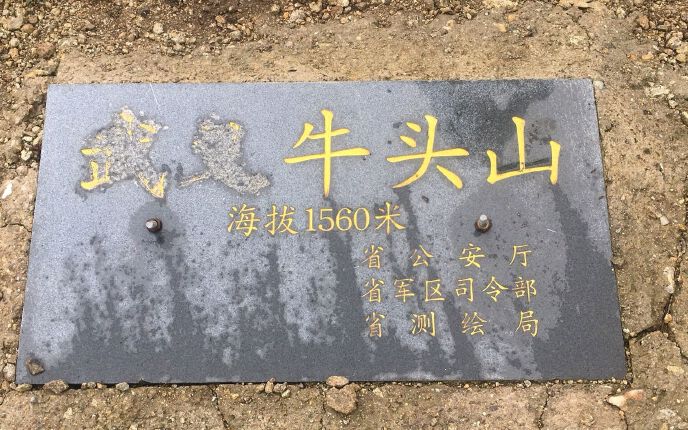 武义 牛头山
海拔1560米
省公安厅
省军区司令部
省测绘局